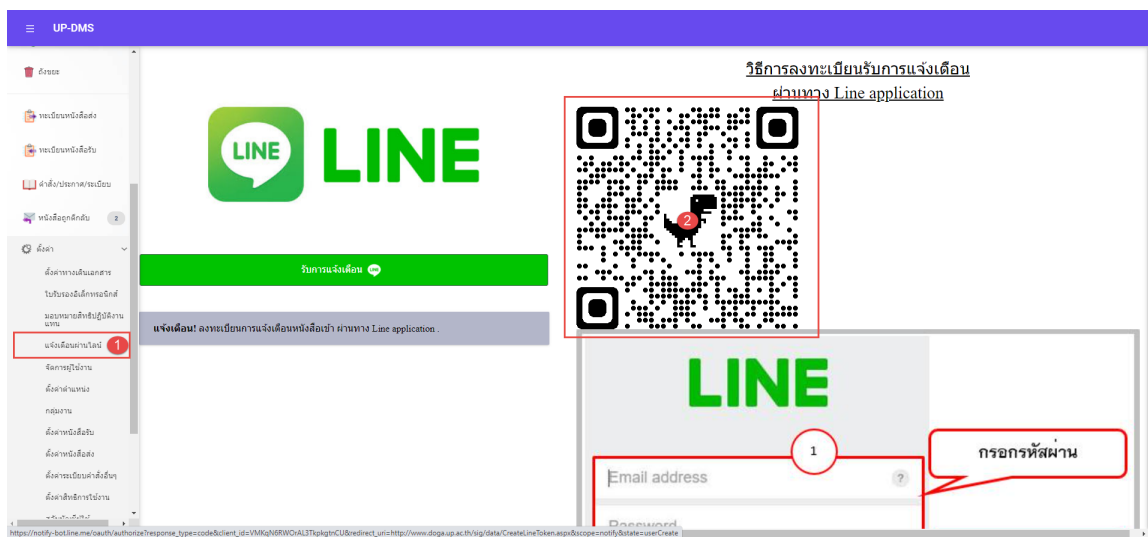 ☰ UP-DMS
ถังขยะ
ทะเบียนหนังสือส่ง
ทะเบียนหนังสือรับ
คำสั่ง/ประกาศ/ระเบียบ
หนังสือถูกตีกลับ 2
ตั้งค่า
ตั้งค่าทางเดินเอกสาร
ใบรับรองอิเล็กทรอนิกส์
มอบหมายสิทธิปฏิบัติงาน
แทน
แจ้งเตือนผ่านไลน์ 1
จัดการผู้ใช้งาน
ตั้งค่าตำแหน่ง
กลุ่มงาน
ตั้งค่าหนังสือรับ
ตั้งค่าหนังสือส่ง
ตั้งค่าระเบียบคำสั่งอื่นๆ
ตั้งค่าสิทธิการใช้งาน
LINE LINE
รับการแจ้งเตือน
แจ้งเตือน! ลงทะเบียนการแจ้งเตือนหนังสือเข้า ผ่านทาง Line application .
วิธีการลงทะเบียนรับการแจ้งเตือน
ผ่านทาง Line application
2
LINE
1
กรอกรหัสผ่าน
Email address ?
Password
https://notify-bot.line.me/oauth/authorize?response_type=code&client_id=VMKqN6RWOrAL3TkpkgtnCU&redirect_uri=http://www.doga.up.ac.th/sig/data/CreateLineToken.aspx&scope=notify&state=userCreate